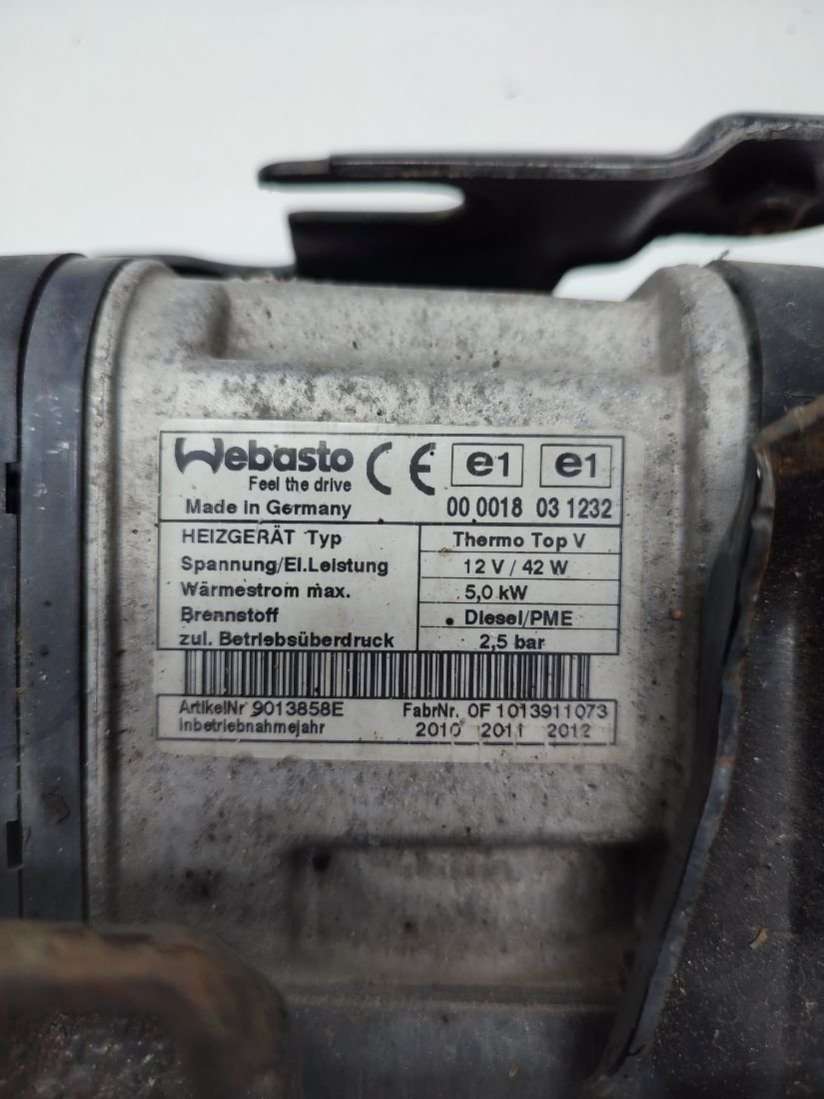 Webasto
Feel the drive
CE e1 e1
Made in Germany 00 0018 03 1232
HEIZGERÄT Typ Thermo Top V
Spannung/El.Leistung 12 V / 42 W
Wärmestrom max. 5,0 kW
Brennstoff Diesel/PME
zul. Betriebsüberdruck 2,5 bar
ArtikelNr 9013858E FabrNr. 0F1013911073
Inbetriebnahmejahr 2010 2011 2012